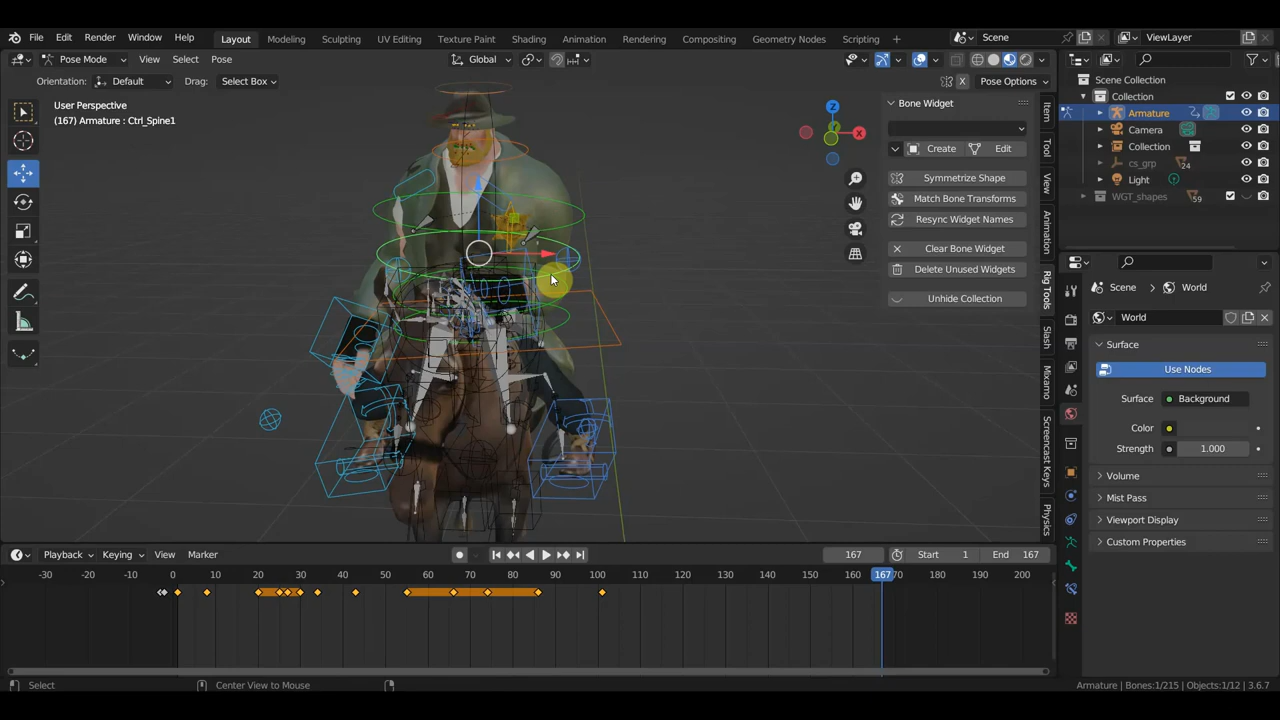 File Edit Render Window Help Layout Modeling Sculpting UV Editing Texture Paint Shading Animation Rendering Compositing Geometry Nodes Scripting Scene ViewLayer
Pose Mode View Select Pose Global
Orientation: Default Drag: Select Box Pose Options
User Perspective
(167) Armature : Ctrl_Spine1
Z
Y
X
Bone Widget
Create Edit
Symmetrize Shape
Match Bone Transforms
Resync Widget Names
Clear Bone Widget
Delete Unused Widgets
Unhide Collection
Item
Tool
View
Animation
Rig Tools
Slash
Mixamo
Screencast Keys
Physics
Scene Collection
Collection
Armature
Camera
Collection
cs_grp 24
Light
WGT_shapes 59
Scene World
World
Surface
Use Nodes
Surface Background
Color
Strength 1.000
Volume
Mist Pass
Viewport Display
Custom Properties
Playback Keying View Marker 167 Start 1 End 167
-30 -20 -10 0 10 20 30 40 50 60 70 80 90 100 110 120 130 140 150 160 167 170 180 190 200
Select Center View to Mouse Armature | Bones:1/215 | Objects:1/12 | 3.6.7